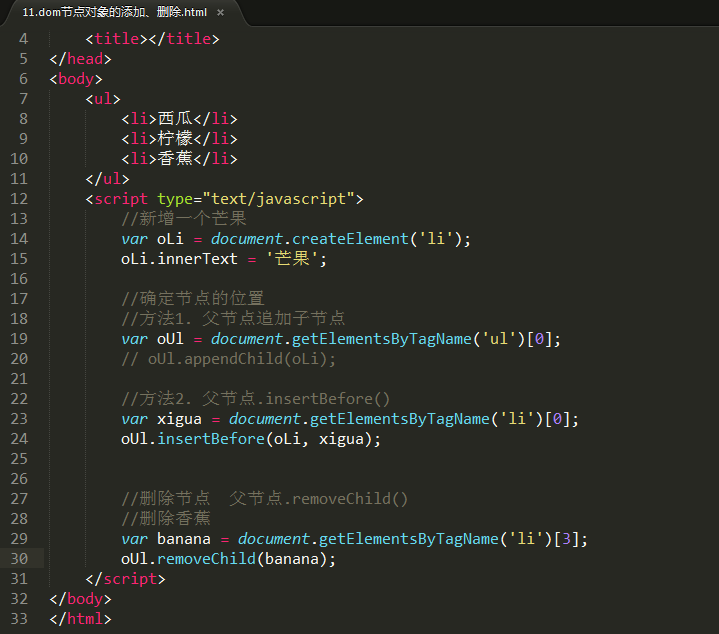 11.dom节点对象的添加、删除.html ×
4 <title></title>
5 </head>
6 <body>
7 <ul>
8 <li>西瓜</li>
9 <li>柠檬</li>
10 <li>香蕉</li>
11 </ul>
12 <script type="text/javascript">
13 //新增一个芒果
14 var oLi = document.createElement('li');
15 oLi.innerText = '芒果';
16
17 //确定节点的位置
18 //方法1. 父节点追加子节点
19 var oUl = document.getElementsByTagName('ul')[0];
20 // oUl.appendChild(oLi);
21
22 //方法2. 父节点.insertBefore()
23 var xigua = document.getElementsByTagName('li')[0];
24 oUl.insertBefore(oLi, xigua);
25
26
27 //删除节点  父节点.removeChild()
28 //删除香蕉
29 var banana = document.getElementsByTagName('li')[3];
30 oUl.removeChild(banana);
31 </script>
32 </body>
33 </html>